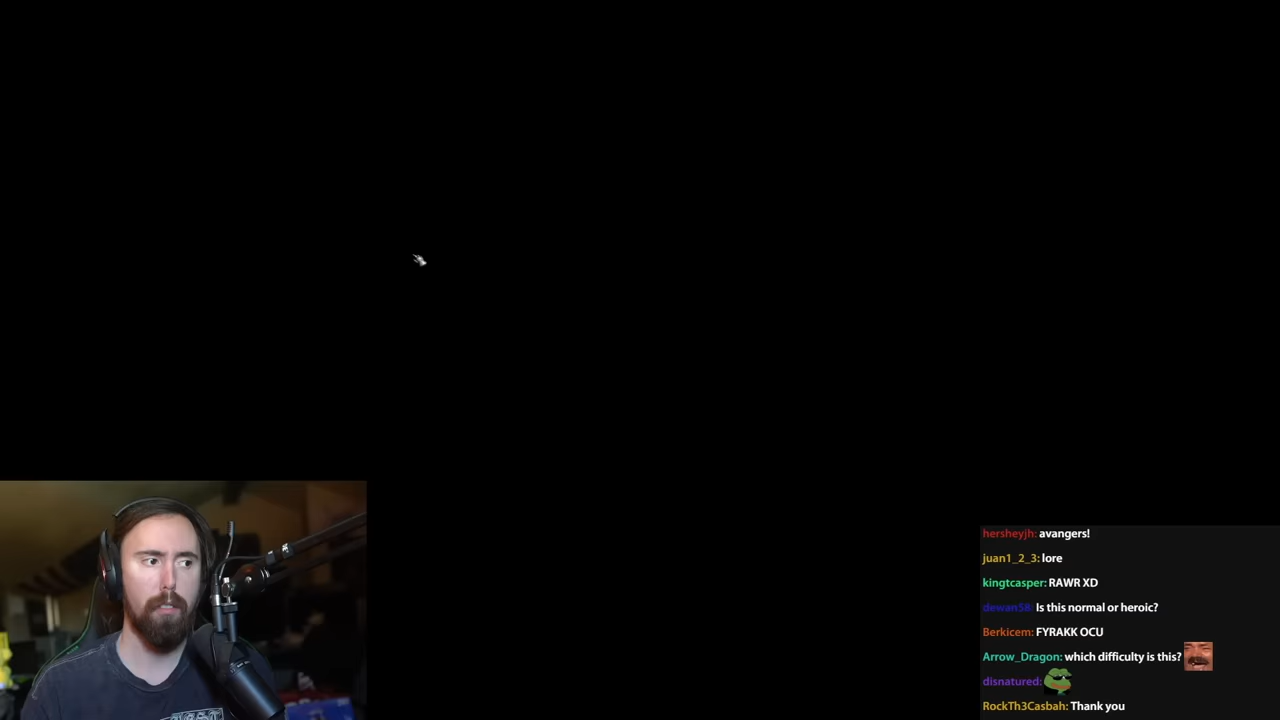 hersheyjh: avangers!
juan1_2_3: lore
kingtcasper: RAWR XD
dewan58: Is this normal or heroic?
Berkicem: FYRAKK OCU
Arrow_Dragon: which difficulty is this?
disnatured:
RockTh3Casbah: Thank you